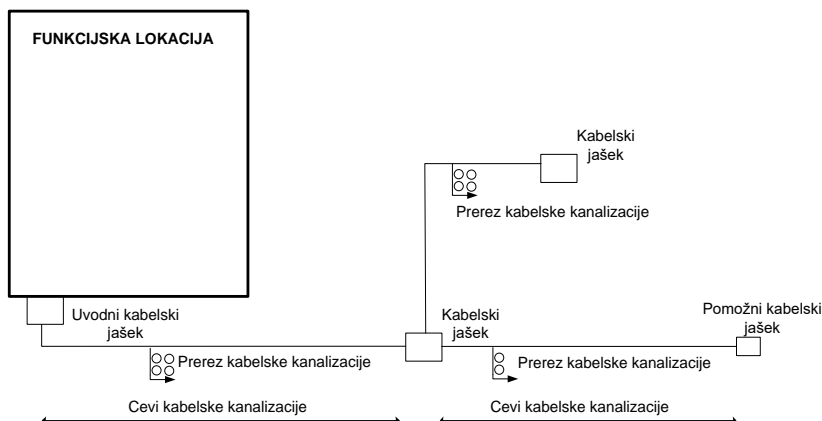 FUNKCIJSKA LOKACIJA
Kabelski
jašek
Prerez kabelske kanalizacije
Uvodni kabelski
jašek
Kabelski
jašek
Pomožni kabelski
jašek
Prerez kabelske kanalizacije
Prerez kabelske kanalizacije
Cevi kabelske kanalizacije
Cevi kabelske kanalizacije